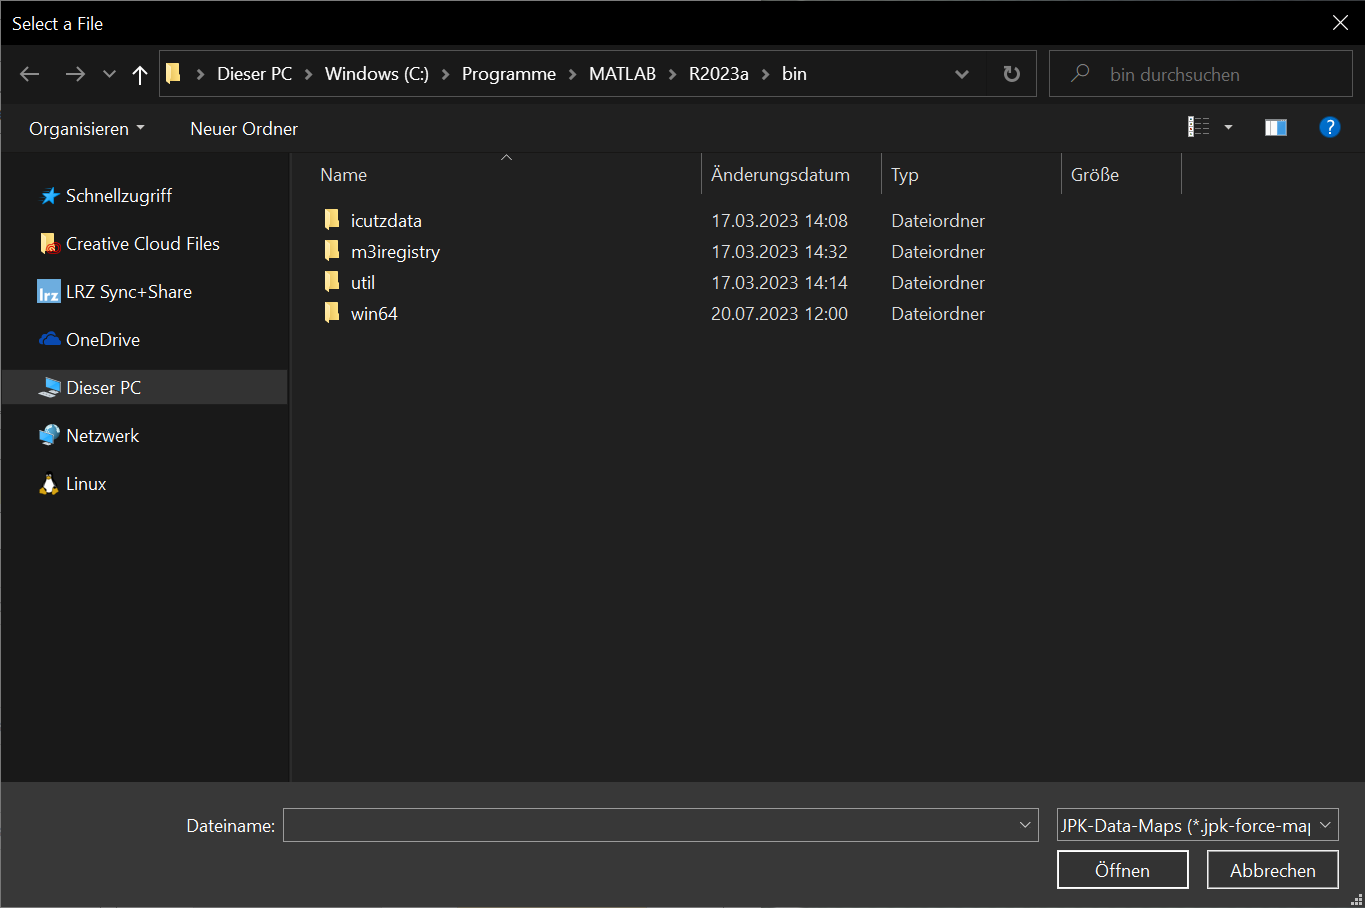 Select a File
Dieser PC > Windows (C:) > Programme > MATLAB > R2023a > bin
bin durchsuchen
Organisieren
Neuer Ordner
?
Name Änderungsdatum Typ Größe
Schnellzugriff
Creative Cloud Files
lrz LRZ Sync+Share
OneDrive
Dieser PC
Netzwerk
Linux
icutzdata 17.03.2023 14:08 Dateiordner
m3iregistry 17.03.2023 14:32 Dateiordner
util 17.03.2023 14:14 Dateiordner
win64 20.07.2023 12:00 Dateiordner
Dateiname:
JPK-Data-Maps (*.jpk-force-map
Öffnen
Abbrechen